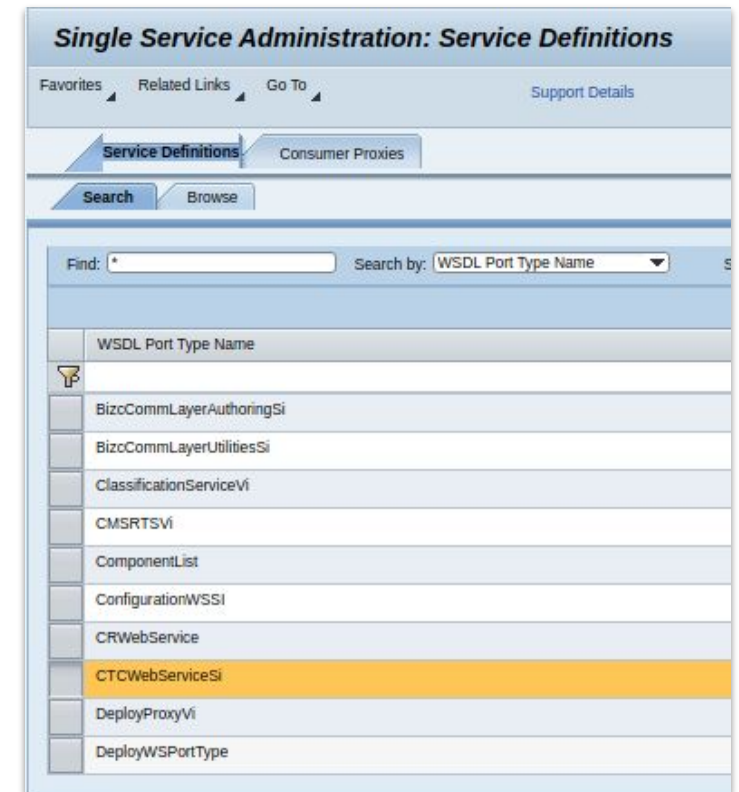 Single Service Administration: Service Definitions
Favorites Related Links Go To Support Details
Service Definitions Consumer Proxies
Search Browse
Find: * Search by: WSDL Port Type Name
WSDL Port Type Name
BizcCommLayerAuthoringSi
BizcCommLayerUtilitiesSi
ClassificationServiceVi
CMSRTSVi
ComponentList
ConfigurationWSSI
CRWebService
CTCWebServiceSi
DeployProxyVi
DeployWSPortType